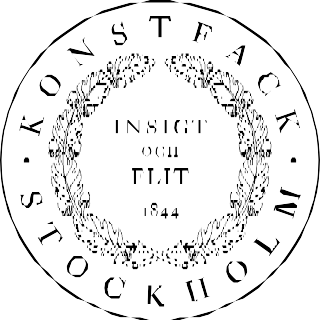 KONSTFACK
INSIGT
OCH
FLIT
1844
STOCKHOLM